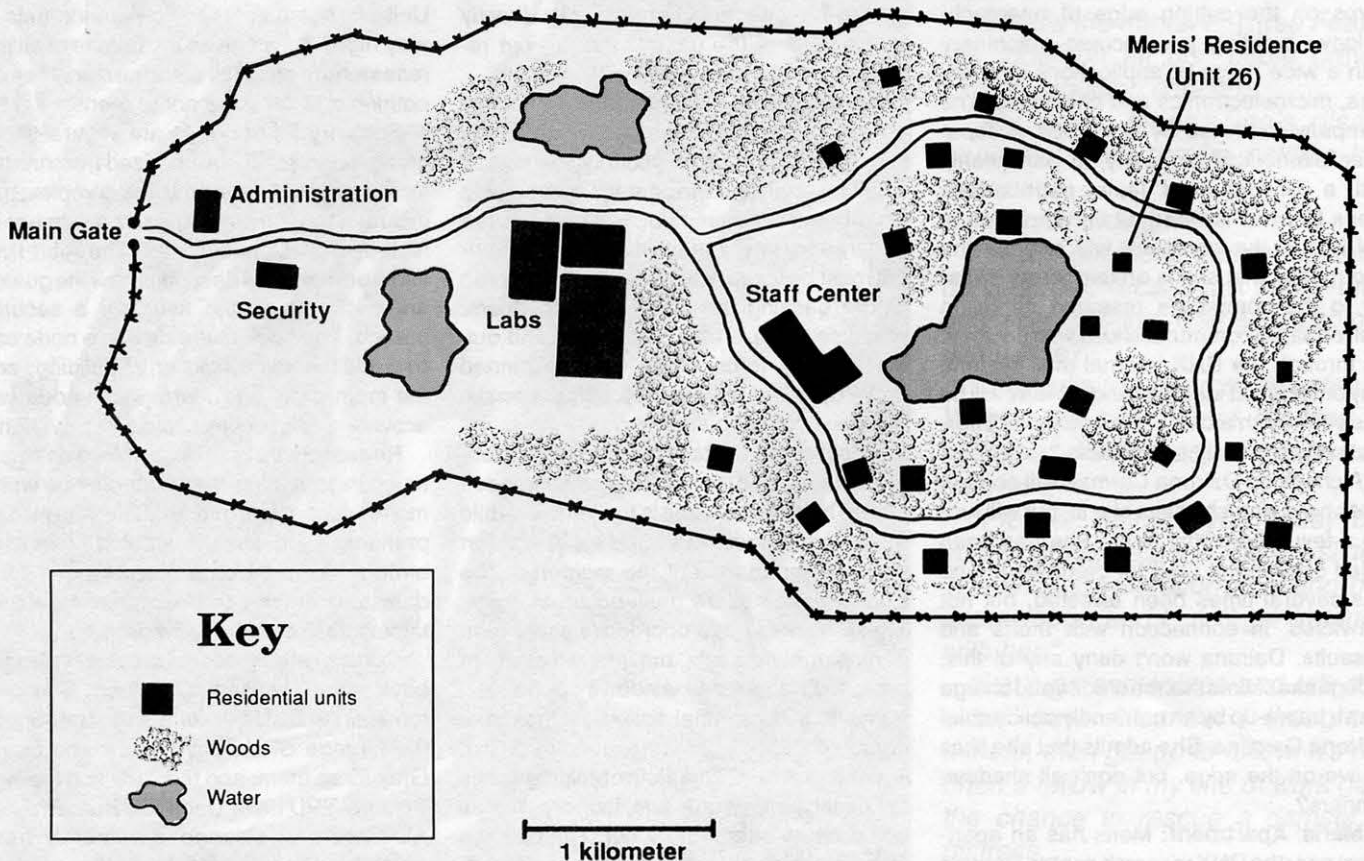 Meris' Residence
(Unit 26)
Administration
Main Gate
Security
Labs
Staff Center
Key
Residential units
Woods
Water
1 kilometer